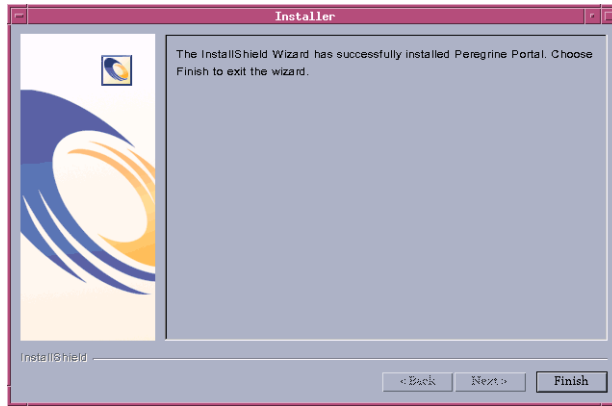 Installer
The InstallShield Wizard has successfully installed Peregrine Portal. Choose
Finish to exit the wizard.
InstallShield
< Back Next > Finish